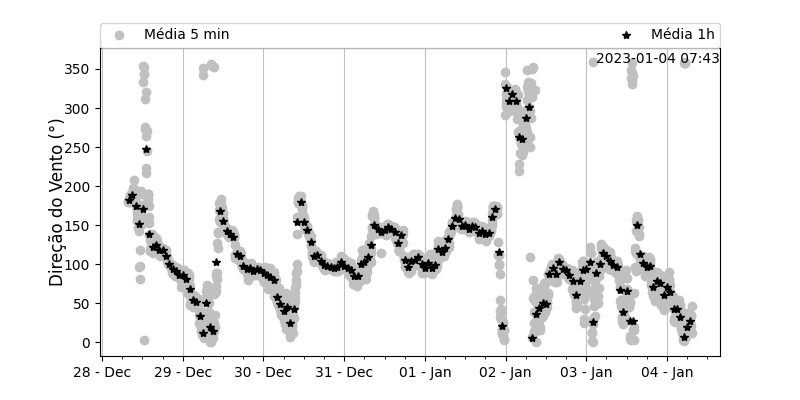 Média 5 min
Média 1h
2023-01-04 07:43
Direção do Vento (°)
350
300
250
200
150
100
50
0
28 - Dec
29 - Dec
30 - Dec
31 - Dec
01 - Jan
02 - Jan
03 - Jan
04 - Jan